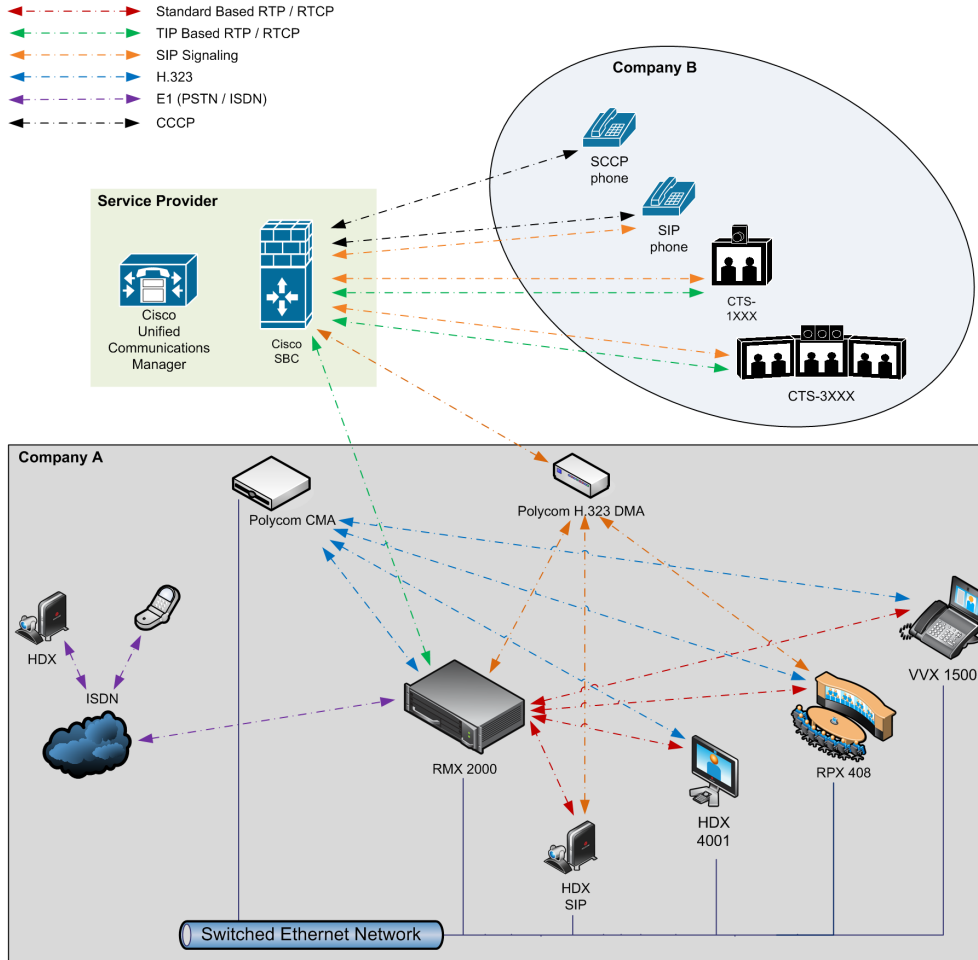 Standard Based RTP / RTCP
TIP Based RTP / RTCP
SIP Signaling
H.323
E1 (PSTN / ISDN)
CCCP
Company B
SCCP
phone
SIP
phone
CTS-
1XXX
CTS-3XXX
Service Provider
Cisco
Unified
Communications
Manager
Cisco
SBC
Company A
Polycom CMA
Polycom H.323 DMA
HDX
ISDN
RMX 2000
VVX 1500
RPX 408
HDX
4001
HDX
SIP
Switched Ethernet Network